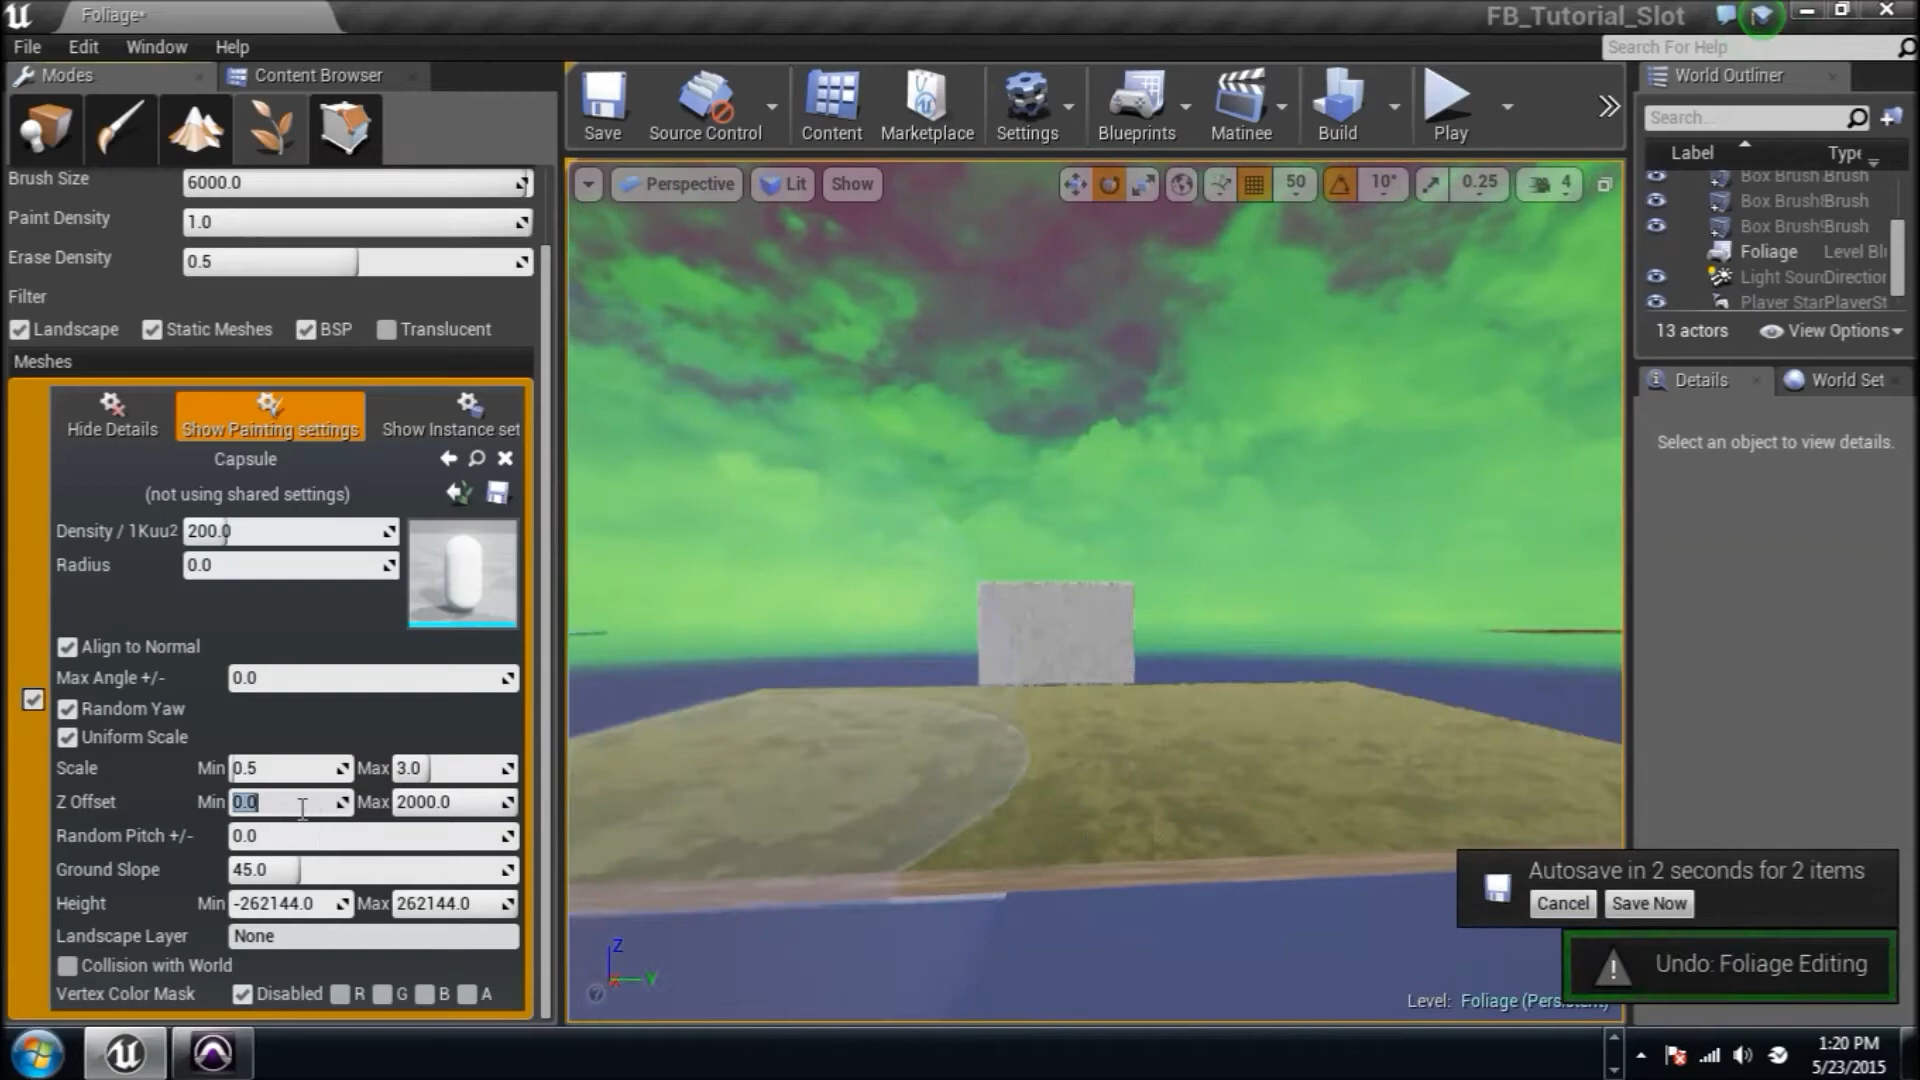 Foliage*
FB_Tutorial_Slot
File Edit Window Help
Search For Help
Modes Content Browser
World Outliner
Save Source Control Content Marketplace Settings Blueprints Matinee Build Play
Search...
Label Type
Brush Size 6000.0
Paint Density 1.0
Erase Density 0.5
Filter
Landscape Static Meshes BSP Translucent
Meshes
Hide Details Show Painting settings Show Instance set
Capsule
(not using shared settings)
Density / 1Kuu2 200.0
Radius 0.0
Align to Normal
Max Angle +/- 0.0
Random Yaw
Uniform Scale
Scale Min 0.5 Max 3.0
Z Offset Min 0.0 Max 2000.0
Random Pitch +/- 0.0
Ground Slope 45.0
Height Min -262144.0 Max 262144.0
Landscape Layer None
Collision with World
Vertex Color Mask Disabled R G B A
Perspective Lit Show 50 10° 0.25 4
Z
Y
Level: Foliage (Persistent)
Box Brush Brush
Box Brush Brush
Box Brush Brush
Foliage Level Bl
Light Sour Direction
Player Star PlayerSt
13 actors View Options
Details World Set
Select an object to view details.
Autosave in 2 seconds for 2 items
Cancel Save Now
Undo: Foliage Editing
1:20 PM
5/23/2015